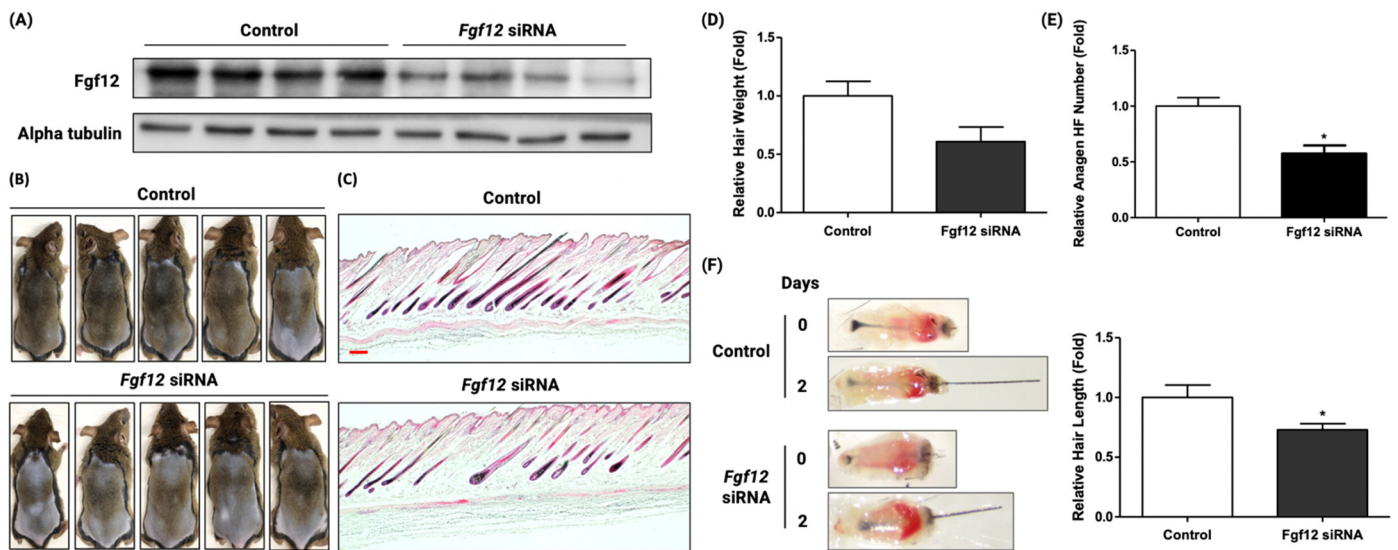 (A)
Control
Fgf12 siRNA
Fgf12
Alpha tubulin
(B)
Control
Fgf12 siRNA
(C)
Control
Fgf12 siRNA
(D)
Relative Hair Weight (Fold)
1.5
1.0
0.5
0.0
Control
Fgf12 siRNA
(E)
Relative Anagen HF Number (Fold)
1.5
1.0
0.5
0.0
*
Control
Fgf12 siRNA
(F)
Days
Control
0
2
Fgf12
siRNA
0
2
Relative Hair Length (Fold)
1.5
1.0
0.5
0.0
*
Control
Fgf12 siRNA